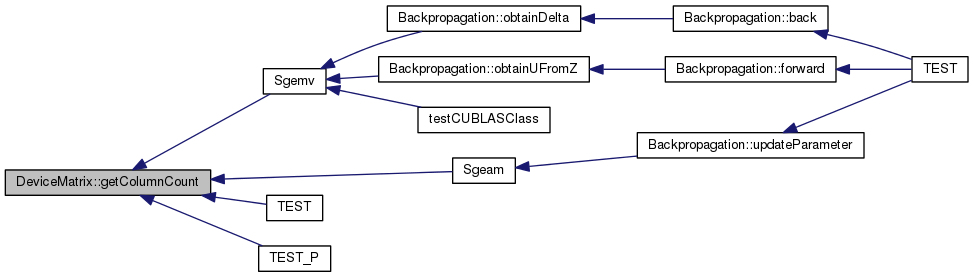 Backpropagation::obtainDelta
Backpropagation::back
Sgemv
Backpropagation::obtainUFromZ
Backpropagation::forward
TEST
testCUBLASClass
Backpropagation::updateParameter
DeviceMatrix::getColumnCount
Sgeam
TEST
TEST_P